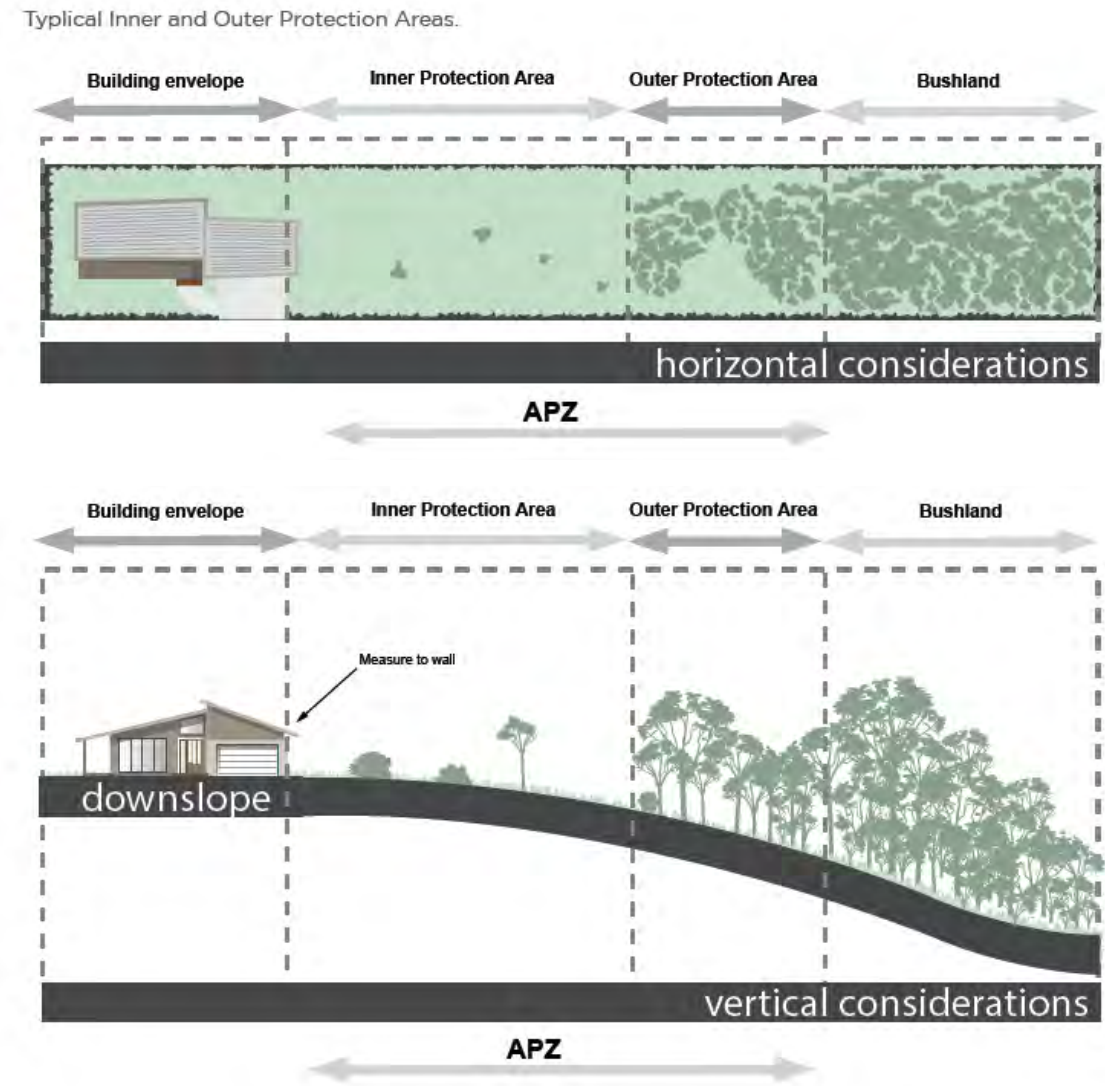 Typlical Inner and Outer Protection Areas.
Building envelope
Inner Protection Area
Outer Protection Area
Bushland
horizontal considerations
APZ
Building envelope
Inner Protection Area
Outer Protection Area
Bushland
Measure to wall
downslope
vertical considerations
APZ